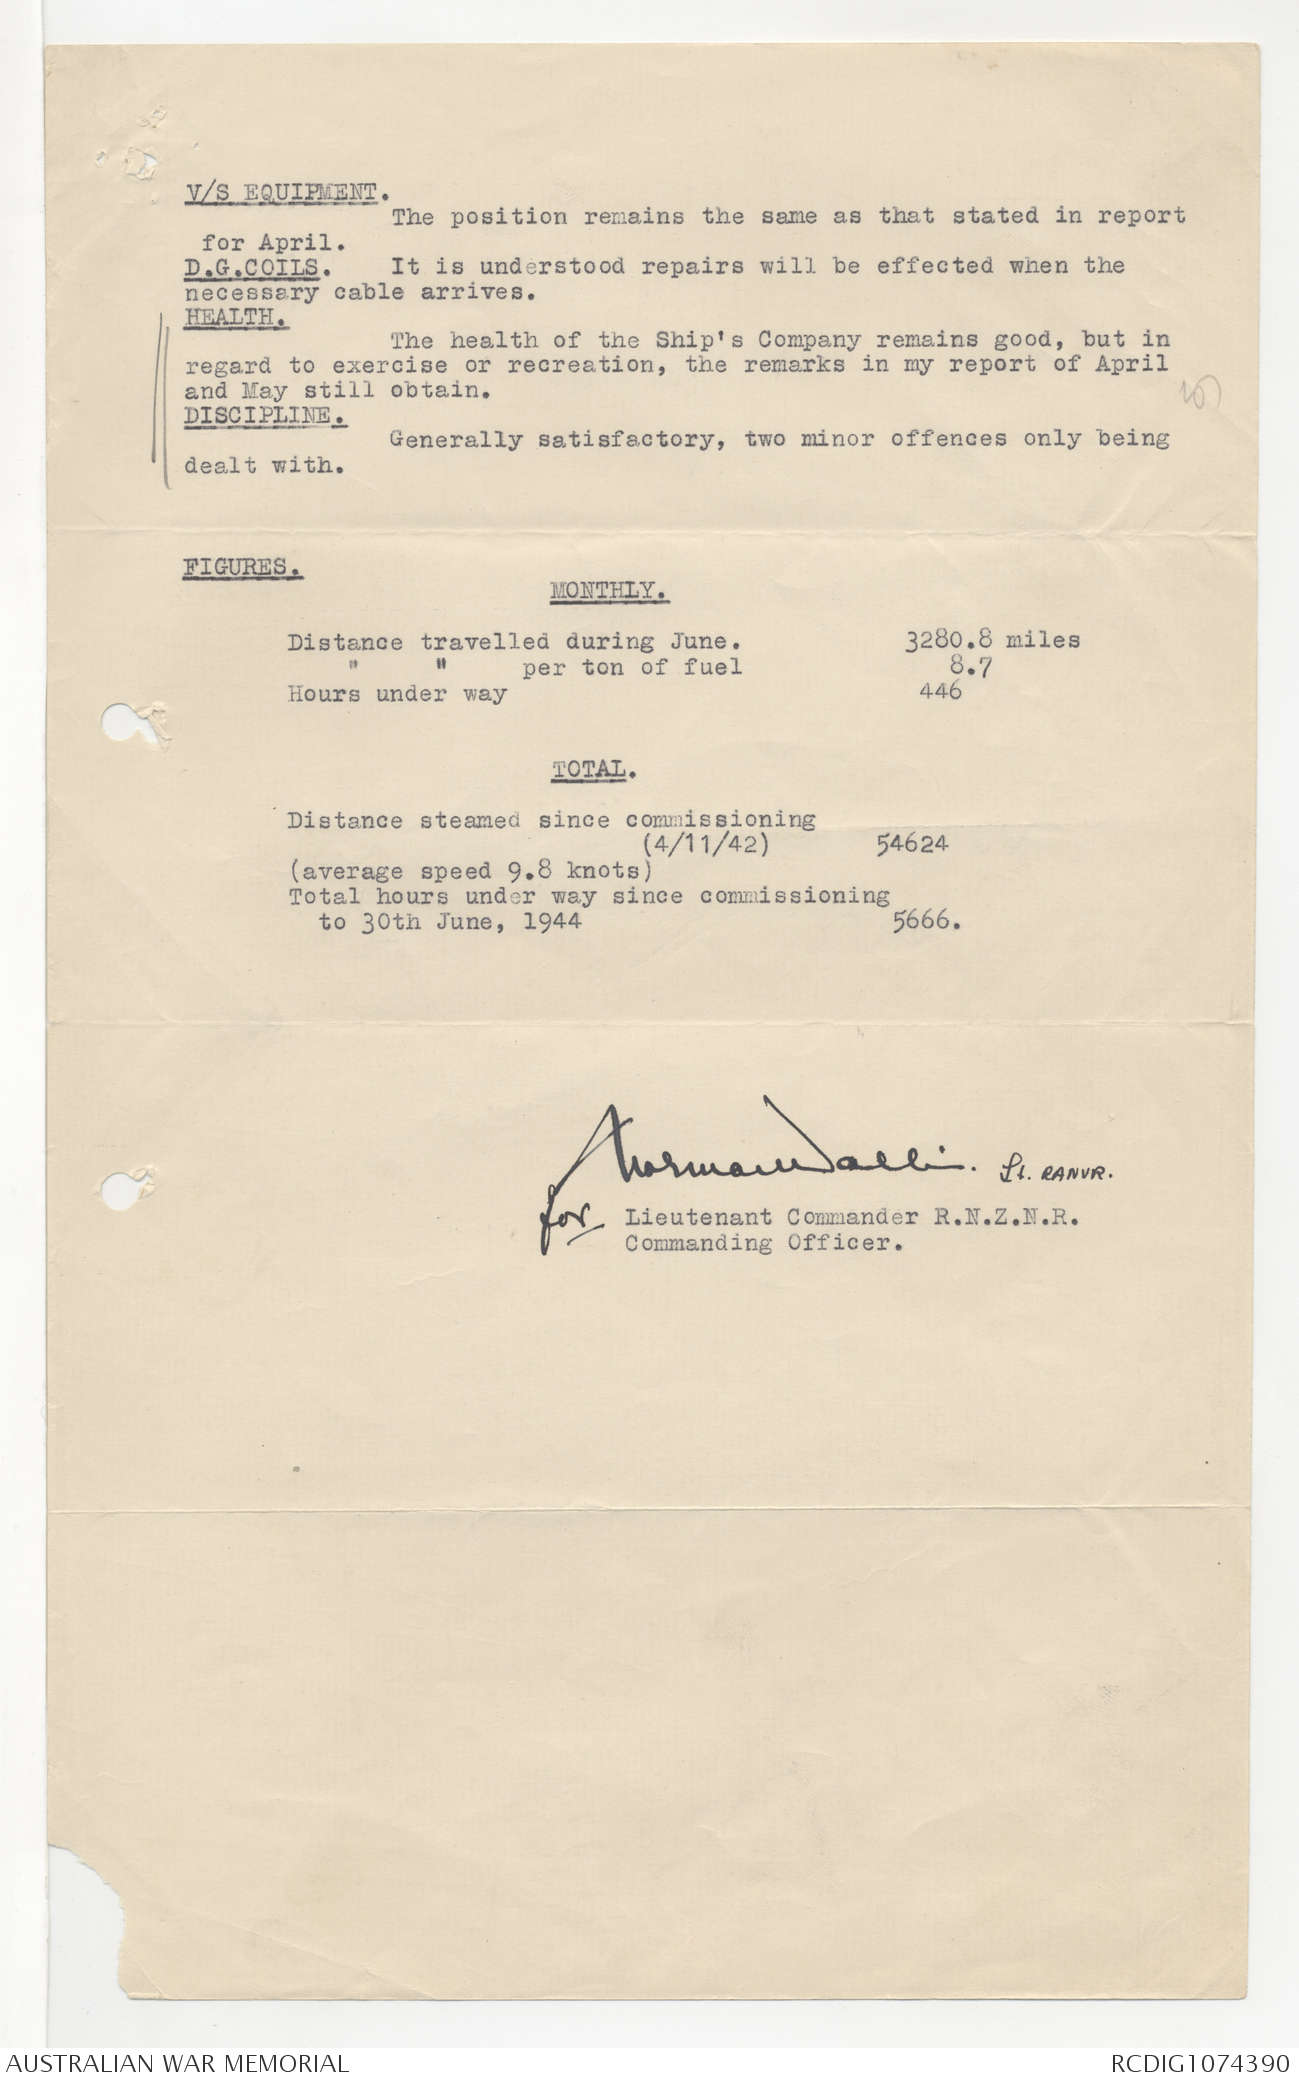 V/S EQUIPMENT.
The position remains the same as that stated in report
for April.
D.G.COILS. It is understood repairs will be effected when the
necessary cable arrives.
HEALTH.
The health of the Ship's Company remains good, but in
regard to exercise or recreation, the remarks in my report of April
and May still obtain.
DISCIPLINE.
Generally satisfactory, two minor offences only being
dealt with.
FIGURES.
MONTHLY.
Distance travelled during June. 3280.8 miles
" " per ton of fuel 8.7
Hours under way 446
TOTAL.
Distance steamed since commissioning
(4/11/42) 54624
(average speed 9.8 knots)
Total hours under way since commissioning
to 30th June, 1944 5666.
Lt. RANVR.
for Lieutenant Commander R.N.Z.N.R.
Commanding Officer.
AUSTRALIAN WAR MEMORIAL RCDIG1074390